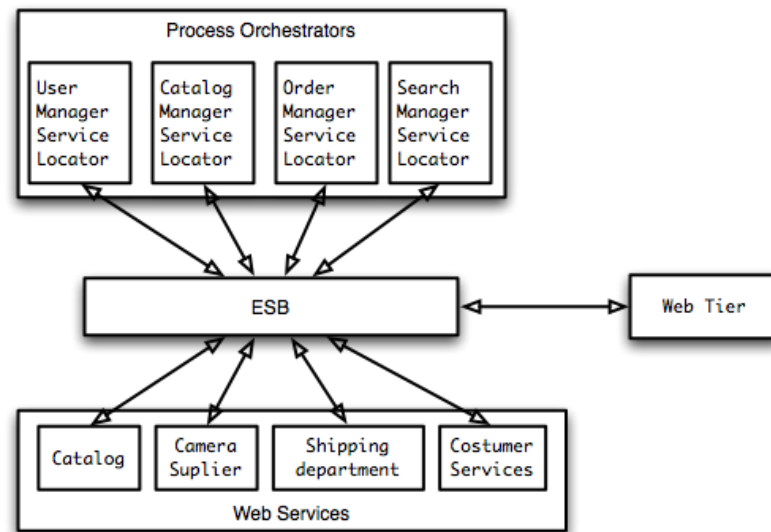 Process Orchestrators
User
Manager
Service
Locator
Catalog
Manager
Service
Locator
Order
Manager
Service
Locator
Search
Manager
Service
Locator
ESB
Web Tier
Catalog
Camera
Suplier
Shipping
department
Costumer
Services
Web Services